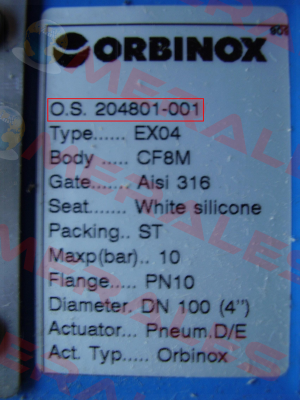 ORBINOX
O.S. 204801-001
Type...... EX04
Body ...... CF8M
Gate....... Aisi 316
Seat....... White silicone
Packing.. ST
Maxp(bar).. 10
Flange..... PN10
Diameter. DN 100 (4")
Actuator... Pneum.D/E
Act. Typ..... Orbinox